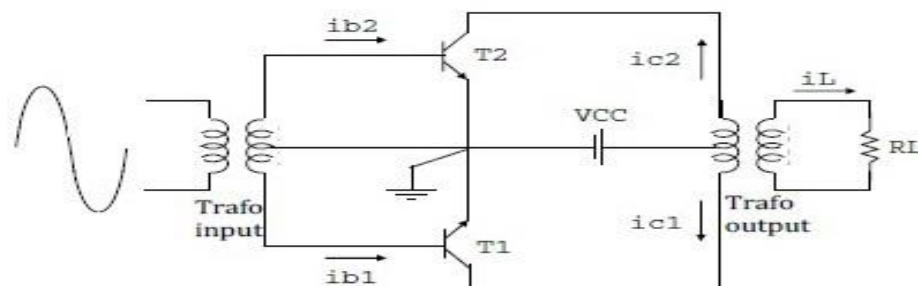 ib2
T2
ic2
iL
VCC
RL
Trafo
input
Trafo
output
ic1
T1
ib1